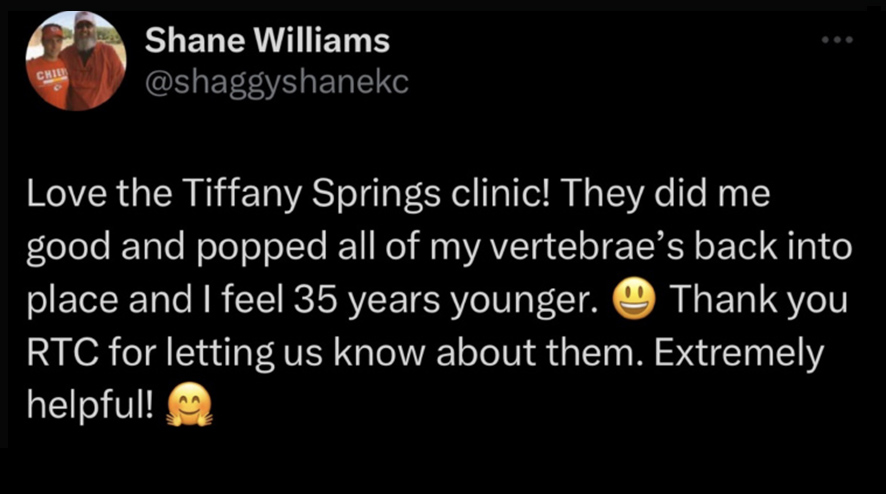 Shane Williams
@shaggyshanekc
Love the Tiffany Springs clinic! They did me
good and popped all of my vertebrae’s back into
place and I feel 35 years younger. 😃 Thank you
RTC for letting us know about them. Extremely
helpful! 🤗